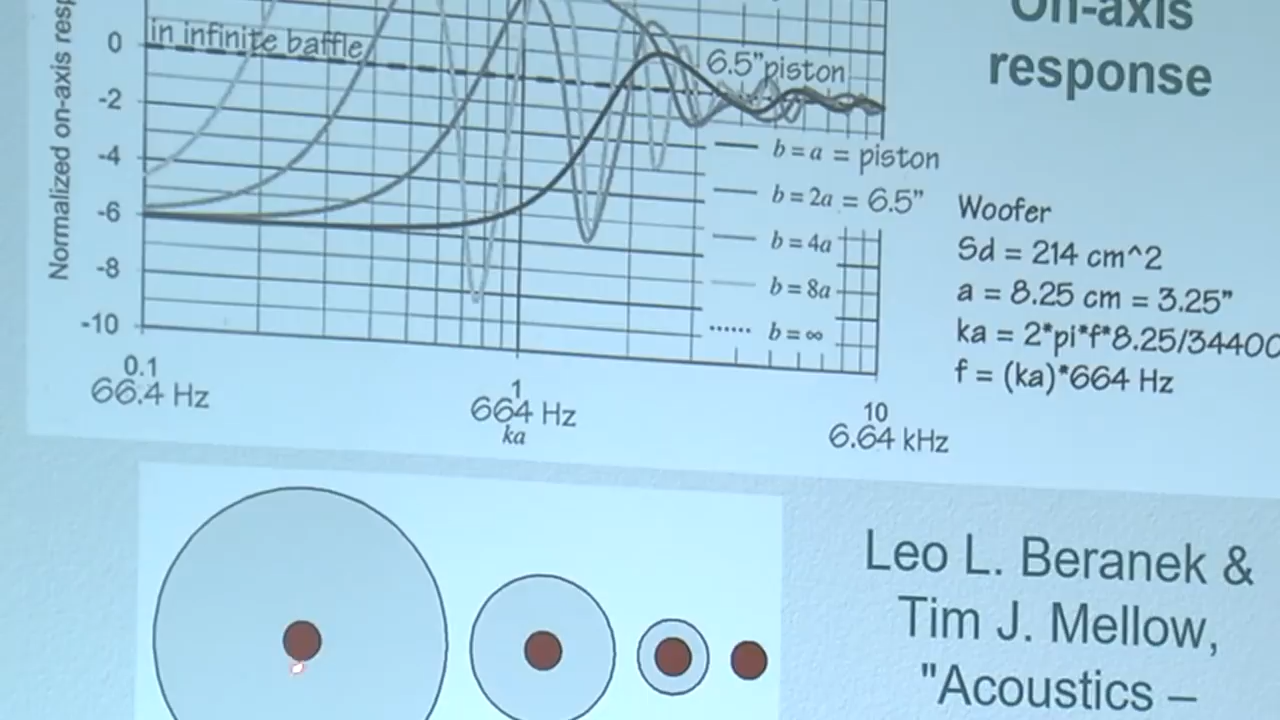 On-axis
response
Normalized on-axis resp
0
-2
-4
-6
-8
-10
in infinite baffle
6.5" piston
b = a = piston
b = 2a = 6.5"
b = 4a
b = 8a
b = ∞
0.1
66.4 Hz
1
664 Hz
ka
10
6.64 kHz
Woofer
Sd = 214 cm^2
a = 8.25 cm = 3.25"
ka = 2*pi*f*8.25/34400
f = (ka)*664 Hz
Leo L. Beranek &
Tim J. Mellow,
"Acoustics –